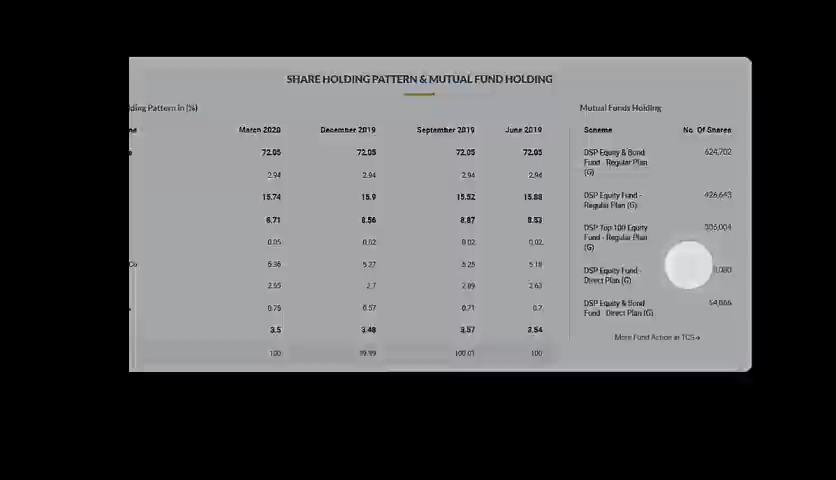 SHARE HOLDING PATTERN & MUTUAL FUND HOLDING
lding Pattern in (%)
March 2020 December 2019 September 2019 June 2019
72.05 72.05 72.05 72.05
2.94 2.94 2.94 2.94
15.74 15.9 15.52 15.88
8.71 8.56 8.87 8.53
0.05 0.02 0.02 0.02
Co 5.36 5.27 5.25 5.18
2.55 2.7 2.89 2.63
0.75 0.57 0.71 0.7
3.5 3.48 3.57 3.54
100 99.99 100.01 100
Mutual Funds Holding
Scheme No. Of Shares
DSP Equity & Bond 624,702
Fund - Regular Plan
(G)
DSP Equity Fund - 426,643
Regular Plan (G)
DSP Top 100 Equity
Fund - Regular Plan
(G)
DSP Equity Fund -
Direct Plan (G)
DSP Equity & Bond
Fund - Direct Plan (G)
More Fund Action in TCS